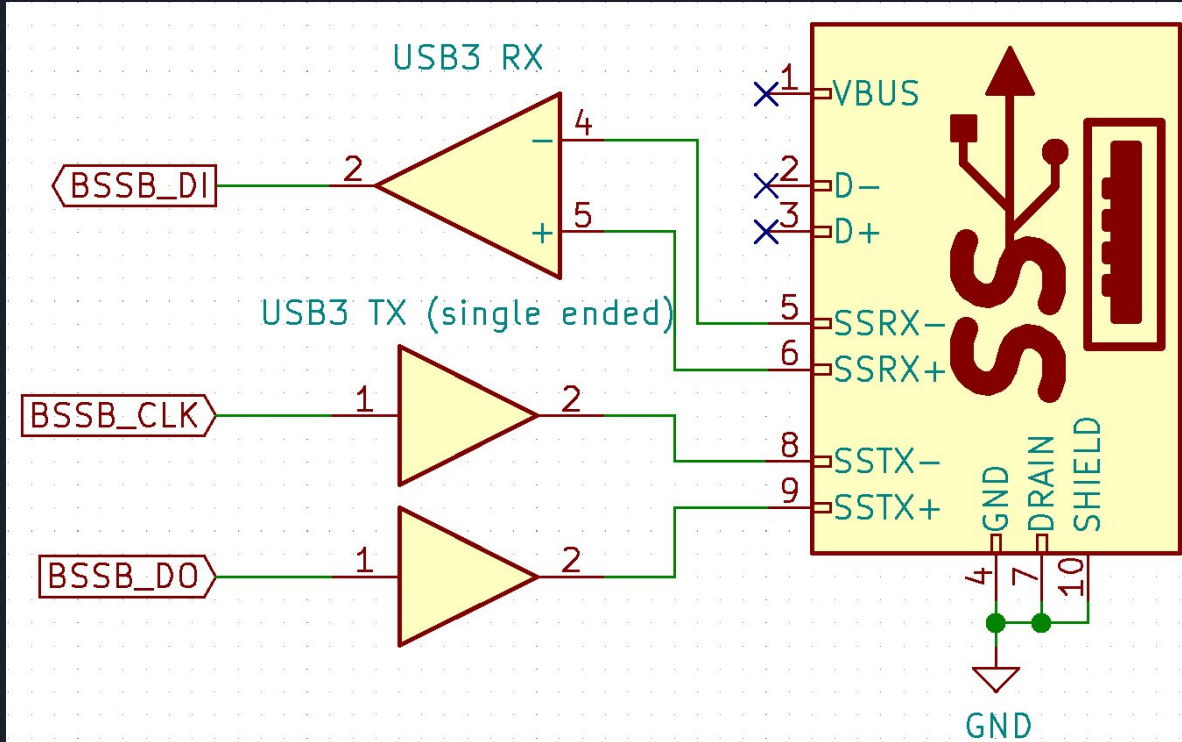 USB3 RX
4
-
2
BSSB_DI
5
+
USB3 TX (single ended)
BSSB_CLK
1
2
BSSB_DO
1
2
1
VBUS
2
D-
3
D+
5
SSRX-
6
SSRX+
8
SSTX-
9
SSTX+
SS
GND
DRAIN
SHIELD
4
7
10
GND